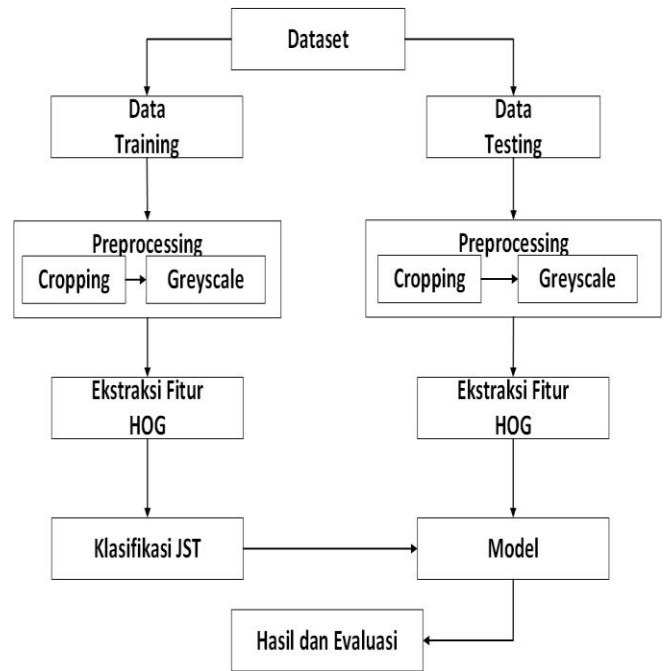 Dataset
Data
Training
Data
Testing
Preprocessing
Cropping
Greyscale
Preprocessing
Cropping
Greyscale
Ekstraksi Fitur
HOG
Ekstraksi Fitur
HOG
Klasifikasi JST
Model
Hasil dan Evaluasi